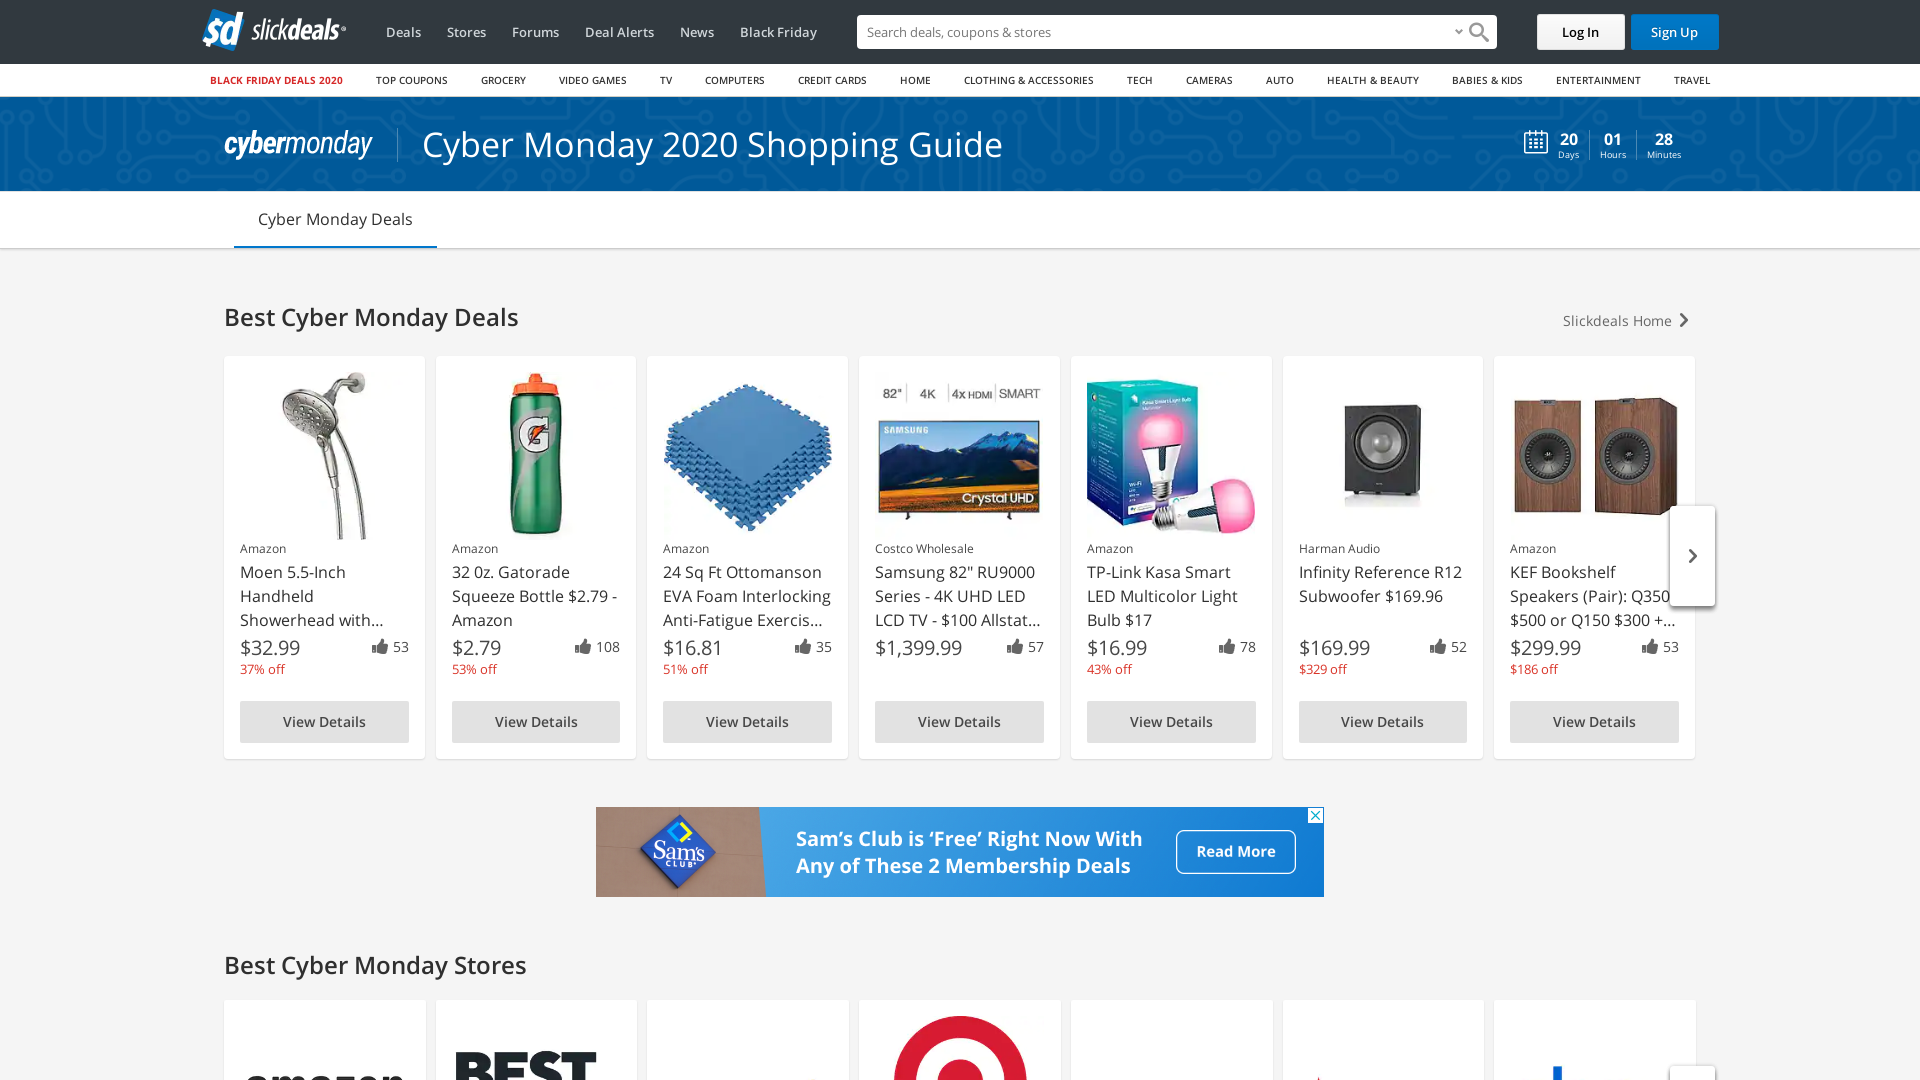 sd slickdeals
Deals
Stores
Forums
Deal Alerts
News
Black Friday
Search deals, coupons & stores
Log In
Sign Up
BLACK FRIDAY DEALS 2020
TOP COUPONS
GROCERY
VIDEO GAMES
TV
COMPUTERS
CREDIT CARDS
HOME
CLOTHING & ACCESSORIES
TECH
CAMERAS
AUTO
HEALTH & BEAUTY
BABIES & KIDS
ENTERTAINMENT
TRAVEL
cybermonday
Cyber Monday 2020 Shopping Guide
20 01 28
Days Hours Minutes
Cyber Monday Deals
Best Cyber Monday Deals
Slickdeals Home
Amazon
Moen 5.5-Inch
Handheld
Showerhead with...
$32.99 53
37% off
View Details
G
Amazon
32 0z. Gatorade
Squeeze Bottle $2.79 -
Amazon
$2.79 108
53% off
View Details
Amazon
24 Sq Ft Ottomanson
EVA Foam Interlocking
Anti-Fatigue Exercis...
$16.81 35
51% off
View Details
82" 4K 4x HDMI SMART
SAMSUNG
Crystal UHD
Costco Wholesale
Samsung 82" RU9000
Series - 4K UHD LED
LCD TV - $100 Allstat...
$1,399.99 57
View Details
Amazon
TP-Link Kasa Smart
LED Multicolor Light
Bulb $17
$16.99 78
43% off
View Details
Harman Audio
Infinity Reference R12
Subwoofer $169.96
$169.99 52
$329 off
View Details
Amazon
KEF Bookshelf
Speakers (Pair): Q350
$500 or Q150 $300 +...
$299.99 53
$186 off
View Details
Sam's
CLUB
Sam's Club is 'Free' Right Now With
Any of These 2 Membership Deals
Read More
Best Cyber Monday Stores
amazon
BEST